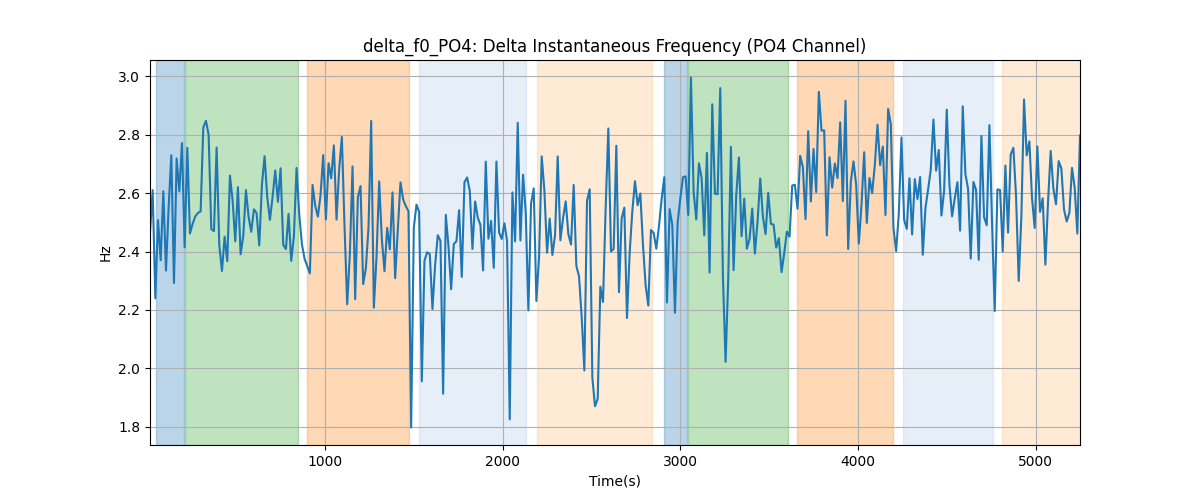 delta_f0_PO4: Delta Instantaneous Frequency (PO4 Channel)
3.0
2.8
2.6
2.4
2.2
2.0
1.8
Hz
1000 2000 3000 4000 5000
Time(s)